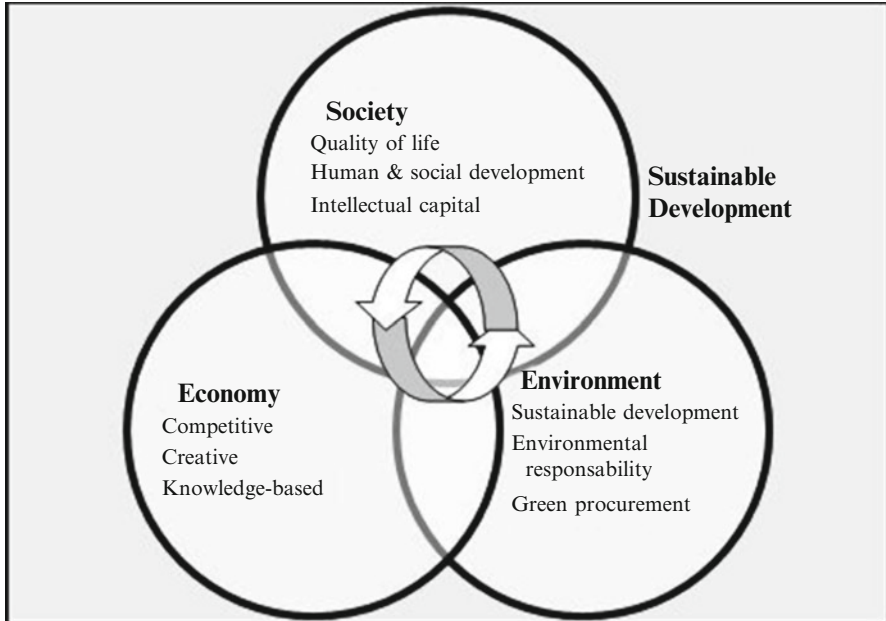 Society
Quality of life
Human & social development
Intellectual capital
Sustainable
Development
Economy
Competitive
Creative
Knowledge-based
Environment
Sustainable development
Environmental
responsability
Green procurement